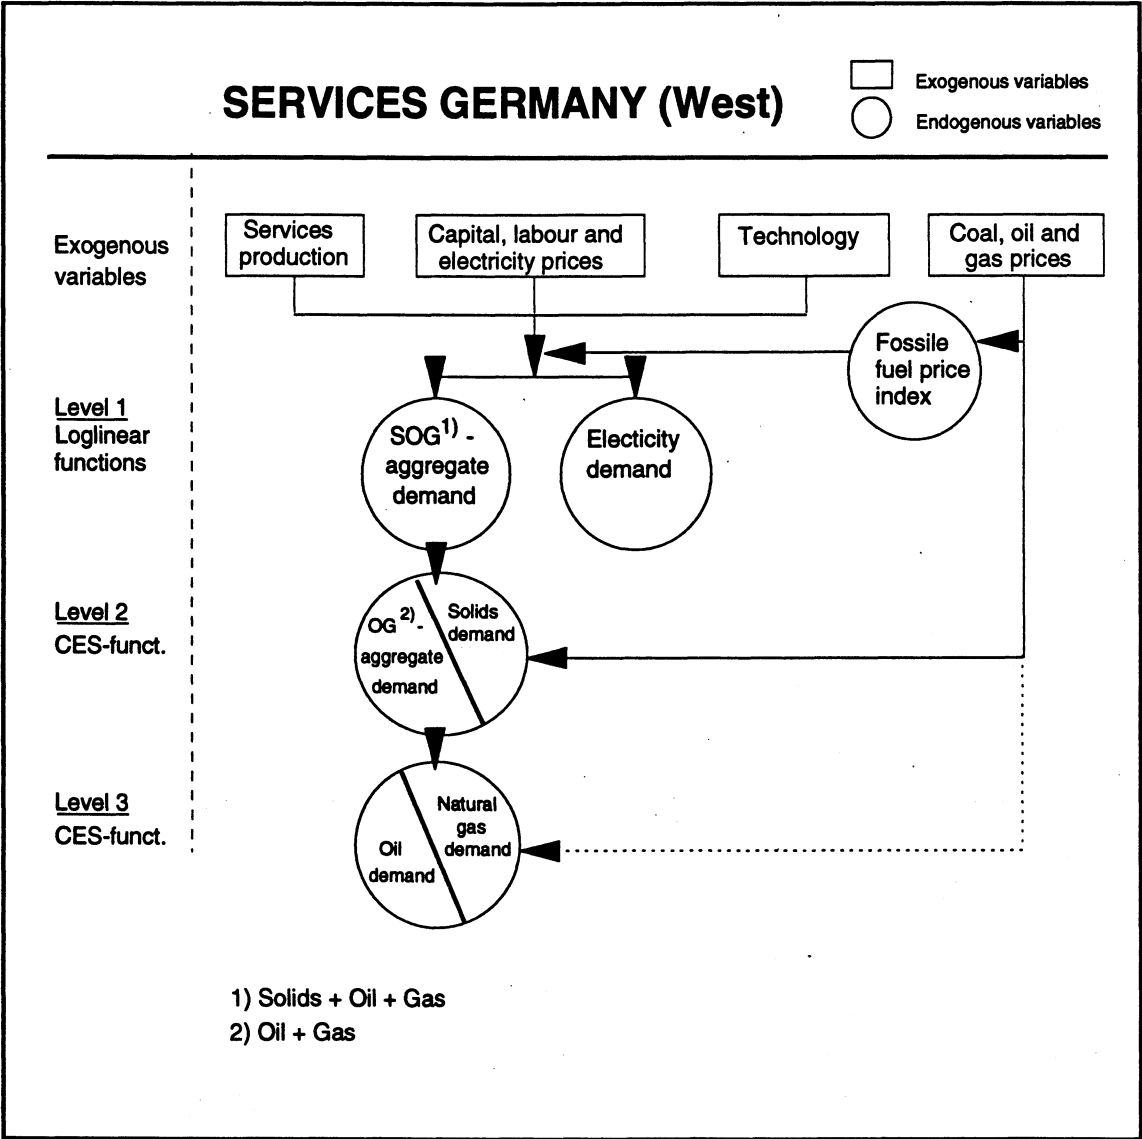 SERVICES GERMANY (West)
Exogenous variables
Endogenous variables
Exogenous
variables
Services
production
Capital, labour and
electricity prices
Technology
Coal, oil and
gas prices
Fossile
fuel price
index
Level 1
Loglinear
functions
SOG1) -
aggregate
demand
Electicity
demand
Level 2
CES-funct.
OG2)-
aggregate
demand
Solids
demand
Level 3
CES-funct.
Oil
demand
Natural
gas
demand
1) Solids + Oil + Gas
2) Oil + Gas